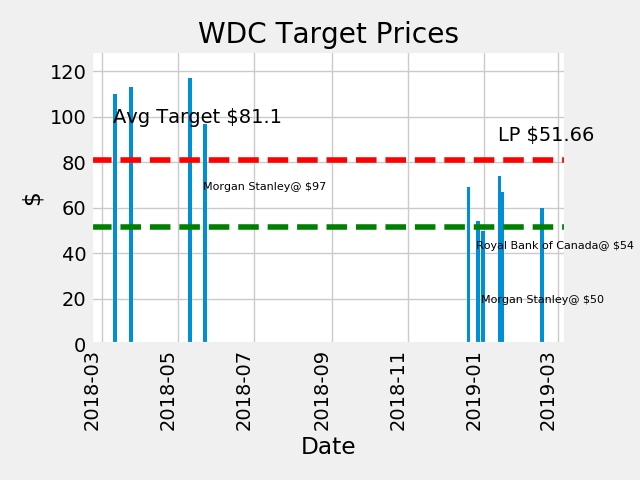 WDC Target Prices
120
100
80
60
40
20
0
$
Avg Target $81.1
LP $51.66
Morgan Stanley@ $97
Royal Bank of Canada@ $54
Morgan Stanley@ $50
2018-03
2018-05
2018-07
2018-09
2018-11
2019-01
2019-03
Date